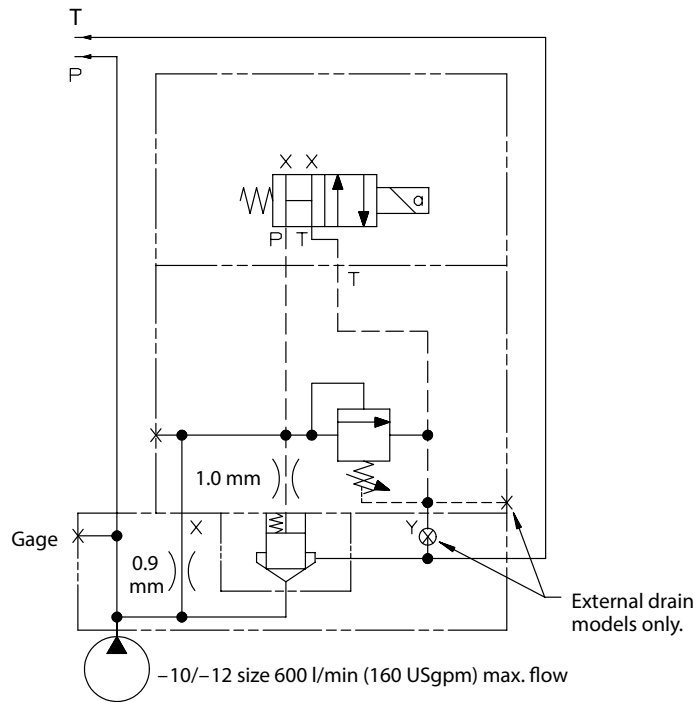 T
P
X X
a
P T
T
1.0 mm
X
Y
Gage
0.9
mm
External drain
models only.
–10/–12 size 600 l/min (160 USgpm) max. flow